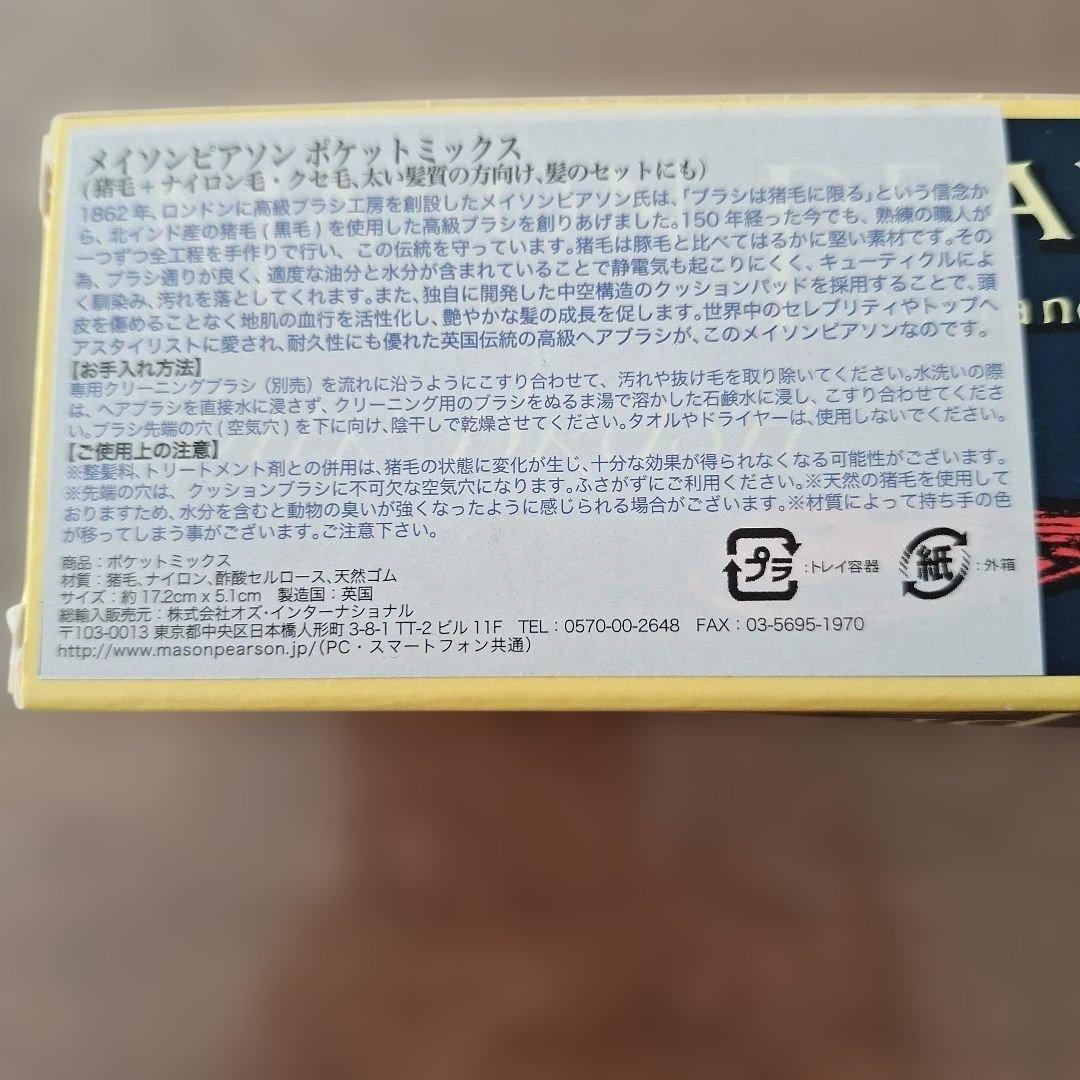 メイソンピアソン ポケットミックス
(猪毛+ナイロン毛・クセ毛、太い髪質の方向け、髪のセットにも)
1862年、ロンドンに高級ブラシ工房を創設したメイソンピアソン氏は、「ブラシは猪毛に限る」という信念か
ら、北インド産の猪毛(黒毛)を使用した高級ブラシを創りあげました。150年経った今でも、熟練の職人が
一つずつ全工程を手作りで行い、この伝統を守っています。猪毛は豚毛と比べてはるかに堅い素材です。その
為、ブラシ通りが良く、適度な油分と水分が含まれていることで静電気も起こりにくく、キューティクルによ
く馴染み、汚れを落としてくれます。また、独自に開発した中空構造のクッションパッドを採用することで、頭
皮を傷めることなく地肌の血行を活性化し、艶やかな髪の成長を促します。世界中のセレブリティやトップヘ
アスタイリストに愛され、耐久性にも優れた英国伝統の高級ヘアブラシが、このメイソンピアソンなのです。
【お手入れ方法】
専用クリーニングブラシ(別売)を流れに沿うようにこすり合わせて、汚れや抜け毛を取り除いてください。水洗いの際
は、ヘアブラシを直接水に浸さず、クリーニング用のブラシをぬるま湯で溶かした石鹸水に浸し、こすり合わせてくださ
い。ブラシ先端の穴(空気穴)を下に向け、陰干しで乾燥させてください。タオルやドライヤーは、使用しないでください。
【ご使用上の注意】
※整髪料、トリートメント剤との併用は、猪毛の状態に変化が生じ、十分な効果が得られなくなる可能性がございます。
※先端の穴は、クッションブラシに不可欠な空気穴になります。ふさがずにご利用ください。※天然の猪毛を使用して
おりますため、水分を含むと動物の臭いが強くなったように感じられる場合がございます。※材質によって持ち手の色
が移ってしまう事がございます。ご注意下さい。
商品:ポケットミックス
材質:猪毛、ナイロン、酢酸セルロース、天然ゴム
サイズ:約17.2cm x 5.1cm 製造国:英国
総輸入販売元:株式会社オズ・インターナショナル
〒103-0013 東京都中央区日本橋人形町3-8-1 TT-2ビル11F TEL:0570-00-2648 FAX:03-5695-1970
http://www.masonpearson.jp/(PC・スマートフォン共通)
プラ :トレイ容器
紙 :外箱